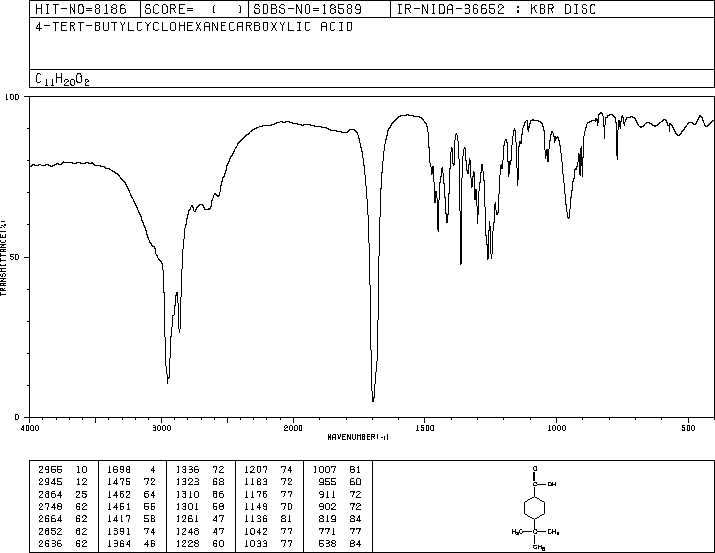 HIT-NO=8186 SCORE= ( ) SDBS-NO=18589 IR-NIDA-36652 : KBR DISC
4-TERT-BUTYLCYCLOHEXANECARBOXYLIC ACID
C11H20O2
100
50
0
TRANSMITTANCE(%)
4000 3000 2000 1500 1000 500
WAVENUMBER(-1)
2955 10 1698 4 1336 72 1207 74 1007 81
2945 12 1475 72 1323 68 1183 72 955 60
2864 25 1462 64 1310 66 1176 77 911 72
2748 62 1451 56 1301 58 1149 70 902 72
2664 62 1417 58 1261 47 1136 81 819 84
2652 62 1391 74 1248 47 1042 77 771 77
2636 62 1364 46 1228 60 1033 77 538 84
O
C OH
H3C C CH3
CH3